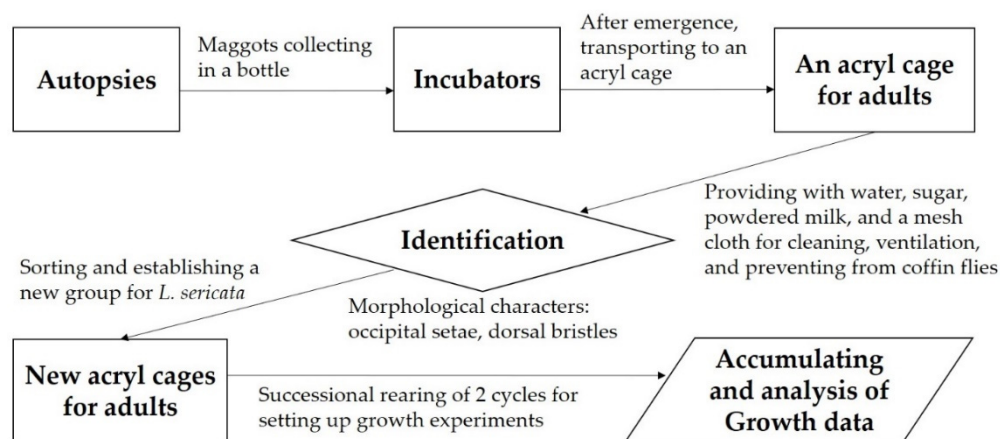 Autopsies
Maggots collecting
in a bottle
Incubators
After emergence,
transporting to an
acryl cage
An acryl cage
for adults
Providing with water, sugar,
powdered milk, and a mesh
cloth for cleaning, ventilation,
and preventing from coffin flies
Identification
Morphological characters:
occipital setae, dorsal bristles
Sorting and establishing a
new group for L. sericata
New acryl cages
for adults
Successional rearing of 2 cycles for
setting up growth experiments
Accumulating
and analysis of
Growth data